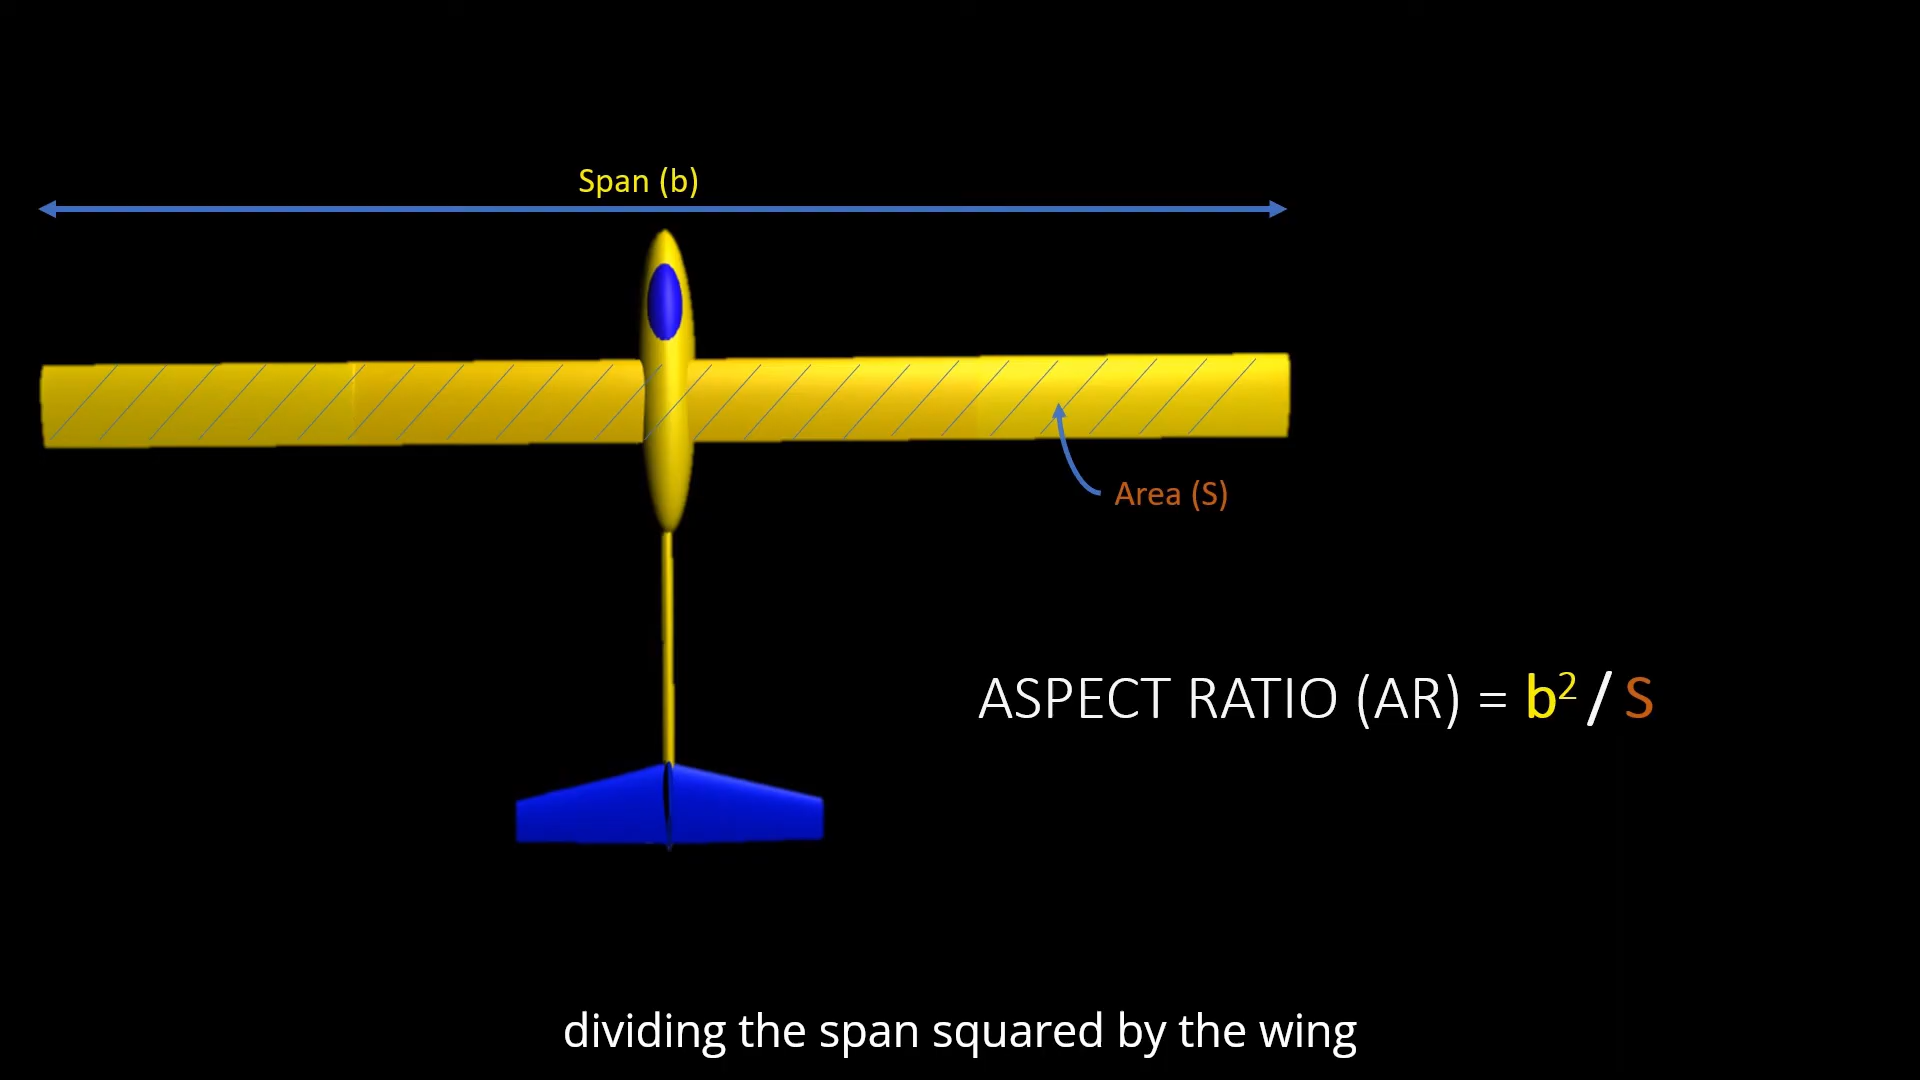 Span (b)
Area (S)
ASPECT RATIO (AR) = b² / S
dividing the span squared by the wing